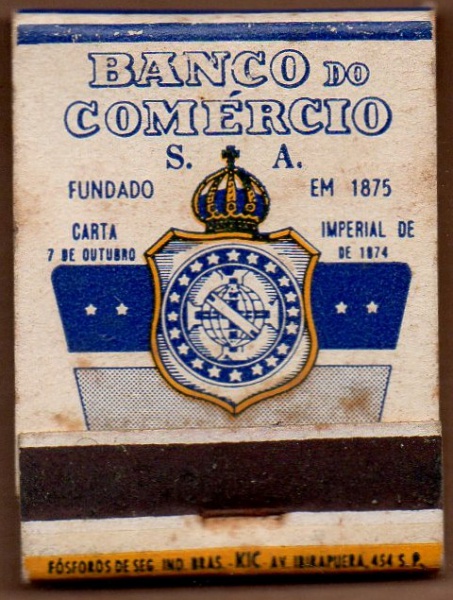 BANCO DO
COMÉRCIO
S. A.
FUNDADO EM 1875
CARTA IMPERIAL DE
7 DE OUTUBRO DE 1874
FÓSFOROS DE SEG. IND. BRAS. - KIC - AV. IBIRAPUERA, 454 S. P.